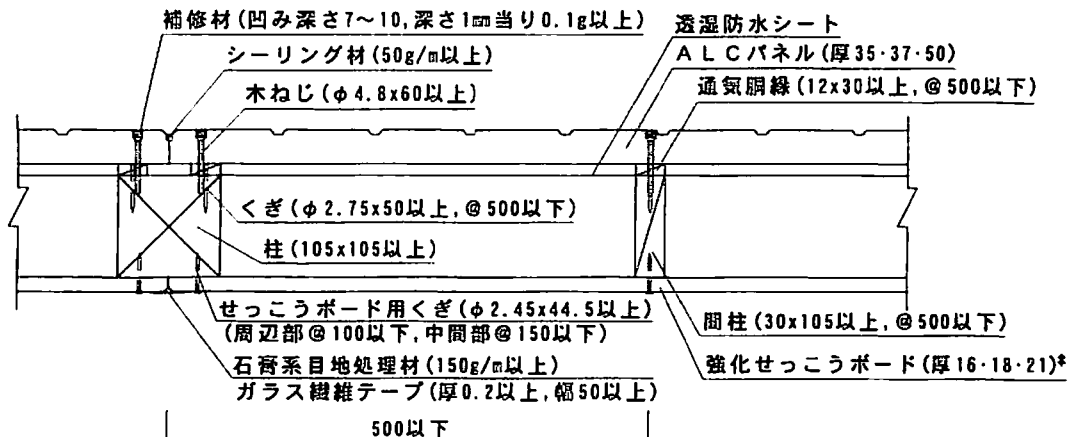 補修材(凹み深さ7～10,深さ1mm当り0.1g以上)
シーリング材(50g/m以上)
木ねじ(φ4.8x60以上)
透湿防水シート
ALCパネル(厚35・37・50)
通気胴縁(12x30以上,@500以下)
くぎ(φ2.75x50以上,@500以下)
柱(105x105以上)
せっこうボード用くぎ(φ2.45x44.5以上)
(周辺部@100以下,中間部@150以下)
石膏系目地処理材(150g/m以上)
ガラス繊維テープ(厚0.2以上,幅50以上)
間柱(30x105以上,@500以下)
強化せっこうボード(厚16・18・21)*
500以下